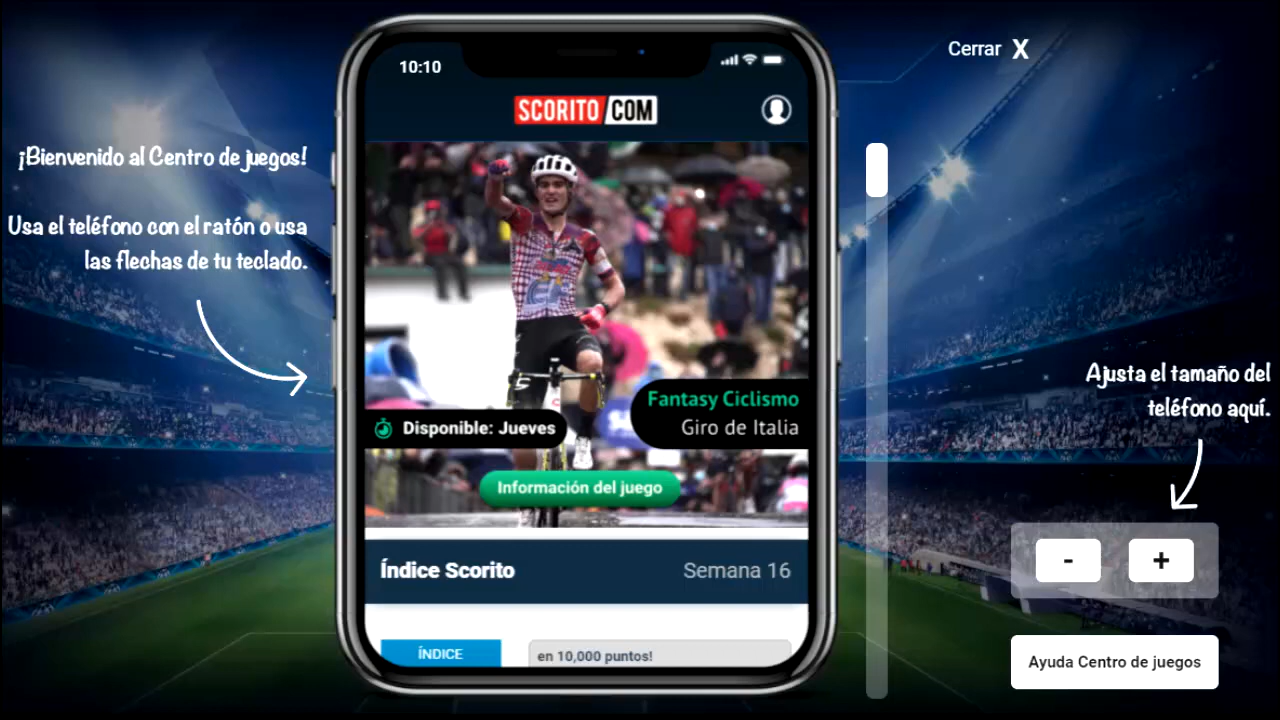 Cerrar X
10:10
SCORITO/COM
¡Bienvenido al Centro de juegos!
Usa el teléfono con el ratón o usa
las flechas de tu teclado.
Ajusta el tamaño del
teléfono aquí.
Fantasy Ciclismo
Giro de Italia
Disponible: Jueves
Información del juego
Índice Scorito
Semana 16
- +
ÍNDICE
en 10,000 puntos!
Ayuda Centro de juegos